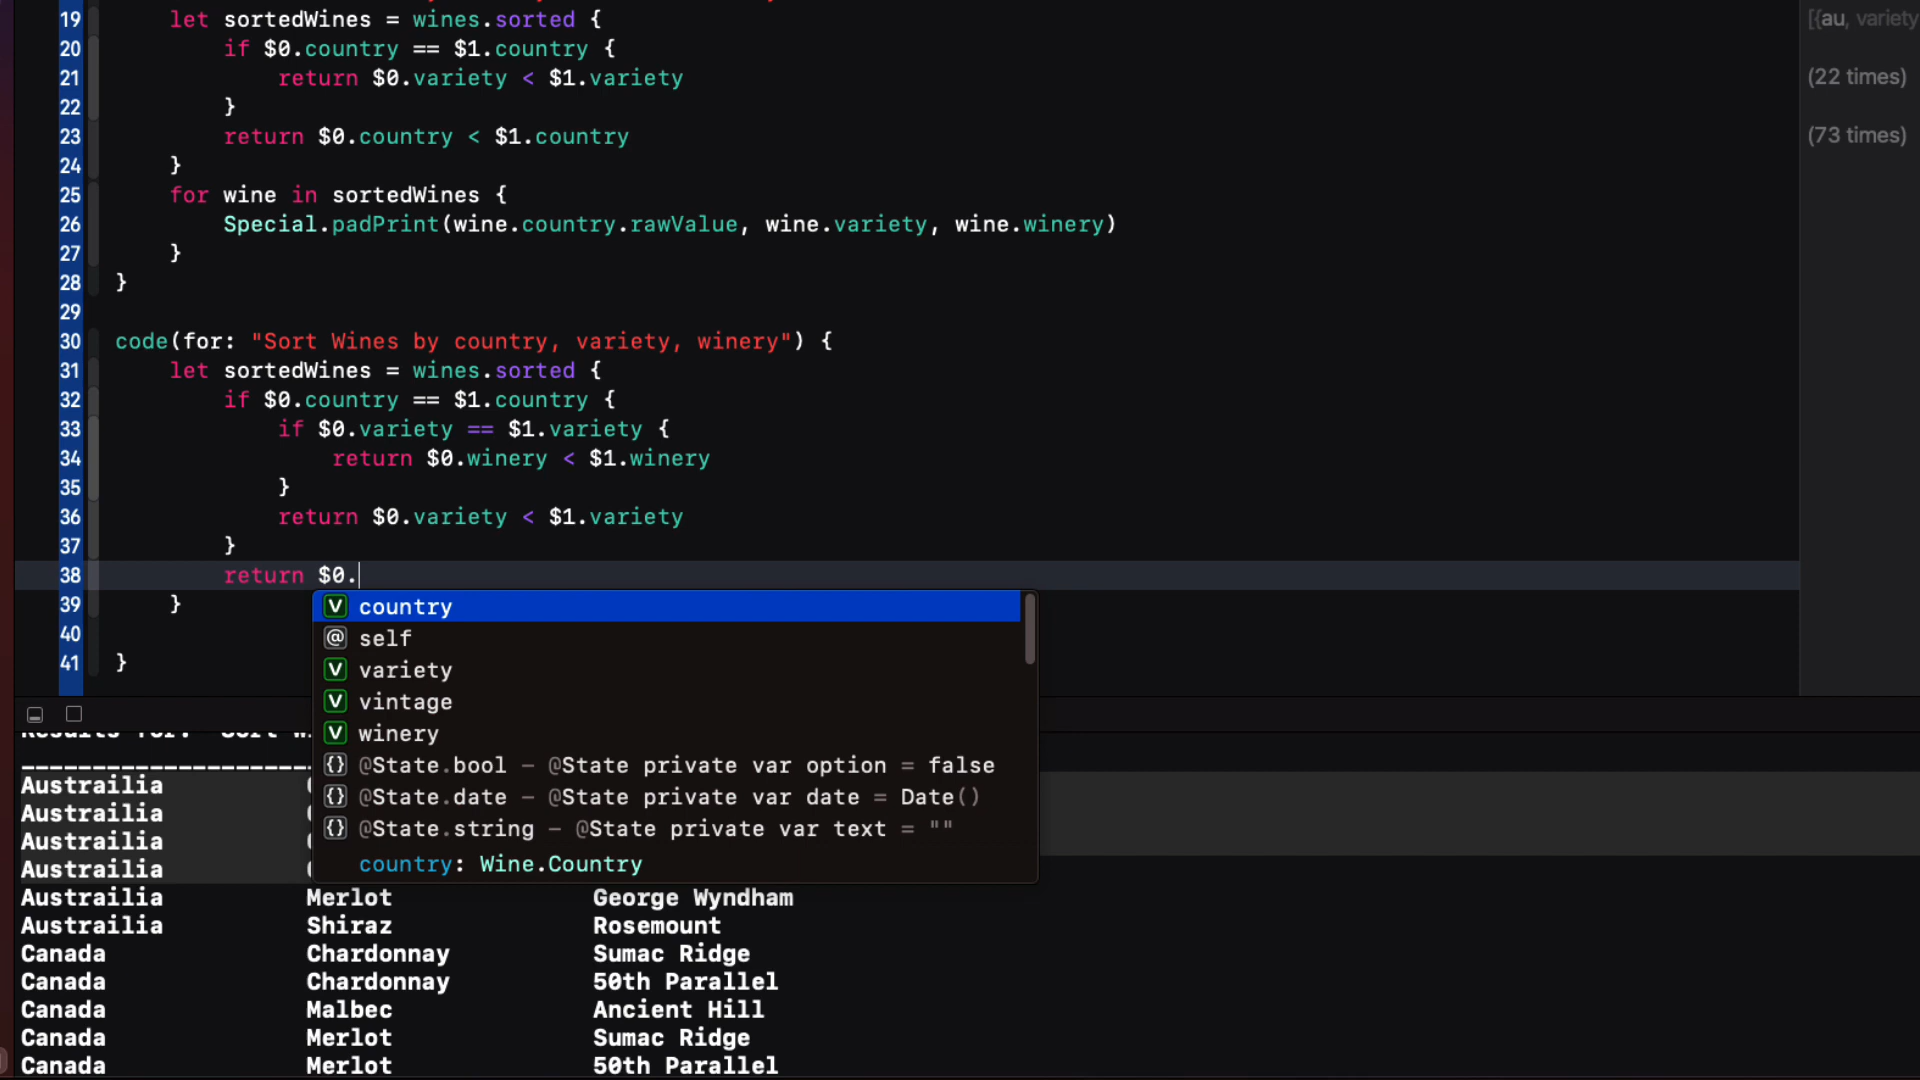 19 let sortedWines = wines.sorted {
[{au, variety
20 if $0.country == $1.country {
21 return $0.variety < $1.variety
(22 times)
22 }
23 return $0.country < $1.country
(73 times)
24 }
25 for wine in sortedWines {
26 Special.padPrint(wine.country.rawValue, wine.variety, wine.winery)
27 }
28 }
29
30 code(for: "Sort Wines by country, variety, winery") {
31 let sortedWines = wines.sorted {
32 if $0.country == $1.country {
33 if $0.variety == $1.variety {
34 return $0.winery < $1.winery
35 }
36 return $0.variety < $1.variety
37 }
38 return $0.
39 }
40
41 }
V country
@ self
V variety
V vintage
V winery
{} @State.bool – @State private var option = false
{} @State.date – @State private var date = Date()
{} @State.string – @State private var text = ""
country: Wine.Country
Results for: "Sort
Austrailia
Austrailia
Austrailia
Austrailia
Austrailia Merlot George Wyndham
Austrailia Shiraz Rosemount
Canada Chardonnay Sumac Ridge
Canada Chardonnay 50th Parallel
Canada Malbec Ancient Hill
Canada Merlot Sumac Ridge
Canada Merlot 50th Parallel